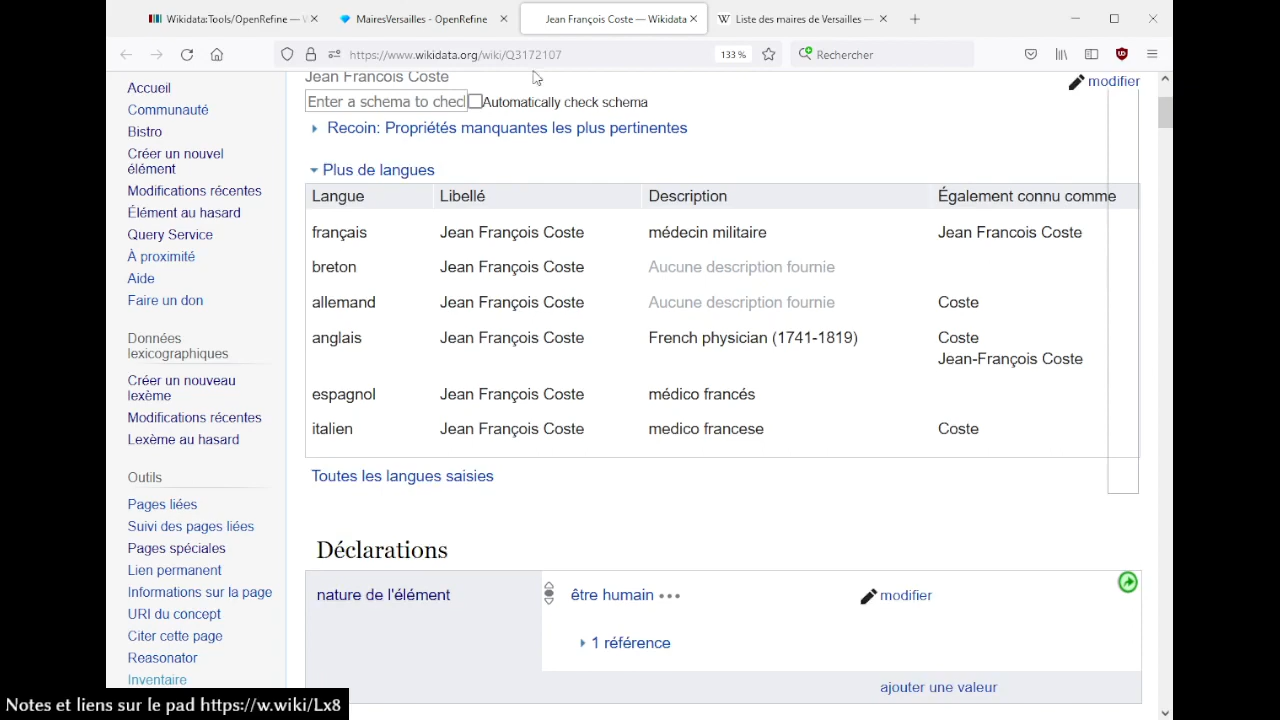 Wikidata:Tools/OpenRefine —
MairesVersailles - OpenRefine
Jean François Coste — Wikidata
Liste des maires de Versailles —
https://www.wikidata.org/wiki/Q3172107
133 %
Rechercher
Accueil
Communauté
Bistro
Créer un nouvel
élément
Modifications récentes
Élément au hasard
Query Service
À proximité
Aide
Faire un don
Données
lexicographiques
Créer un nouveau
lexème
Modifications récentes
Lexème au hasard
Outils
Pages liées
Suivi des pages liées
Pages spéciales
Lien permanent
Informations sur la page
URI du concept
Citer cette page
Reasonator
Inventaire
Jean Francois Coste
modifier
Enter a schema to checl
Automatically check schema
Recoin: Propriétés manquantes les plus pertinentes
Plus de langues
Langue Libellé Description Également connu comme
français Jean François Coste médecin militaire Jean Francois Coste
breton Jean François Coste Aucune description fournie
allemand Jean François Coste Aucune description fournie Coste
anglais Jean François Coste French physician (1741-1819) Coste
Jean-François Coste
espagnol Jean François Coste médico francés
italien Jean François Coste medico francese Coste
Toutes les langues saisies
Déclarations
nature de l'élément être humain modifier
1 référence
ajouter une valeur
Notes et liens sur le pad https://w.wiki/Lx8